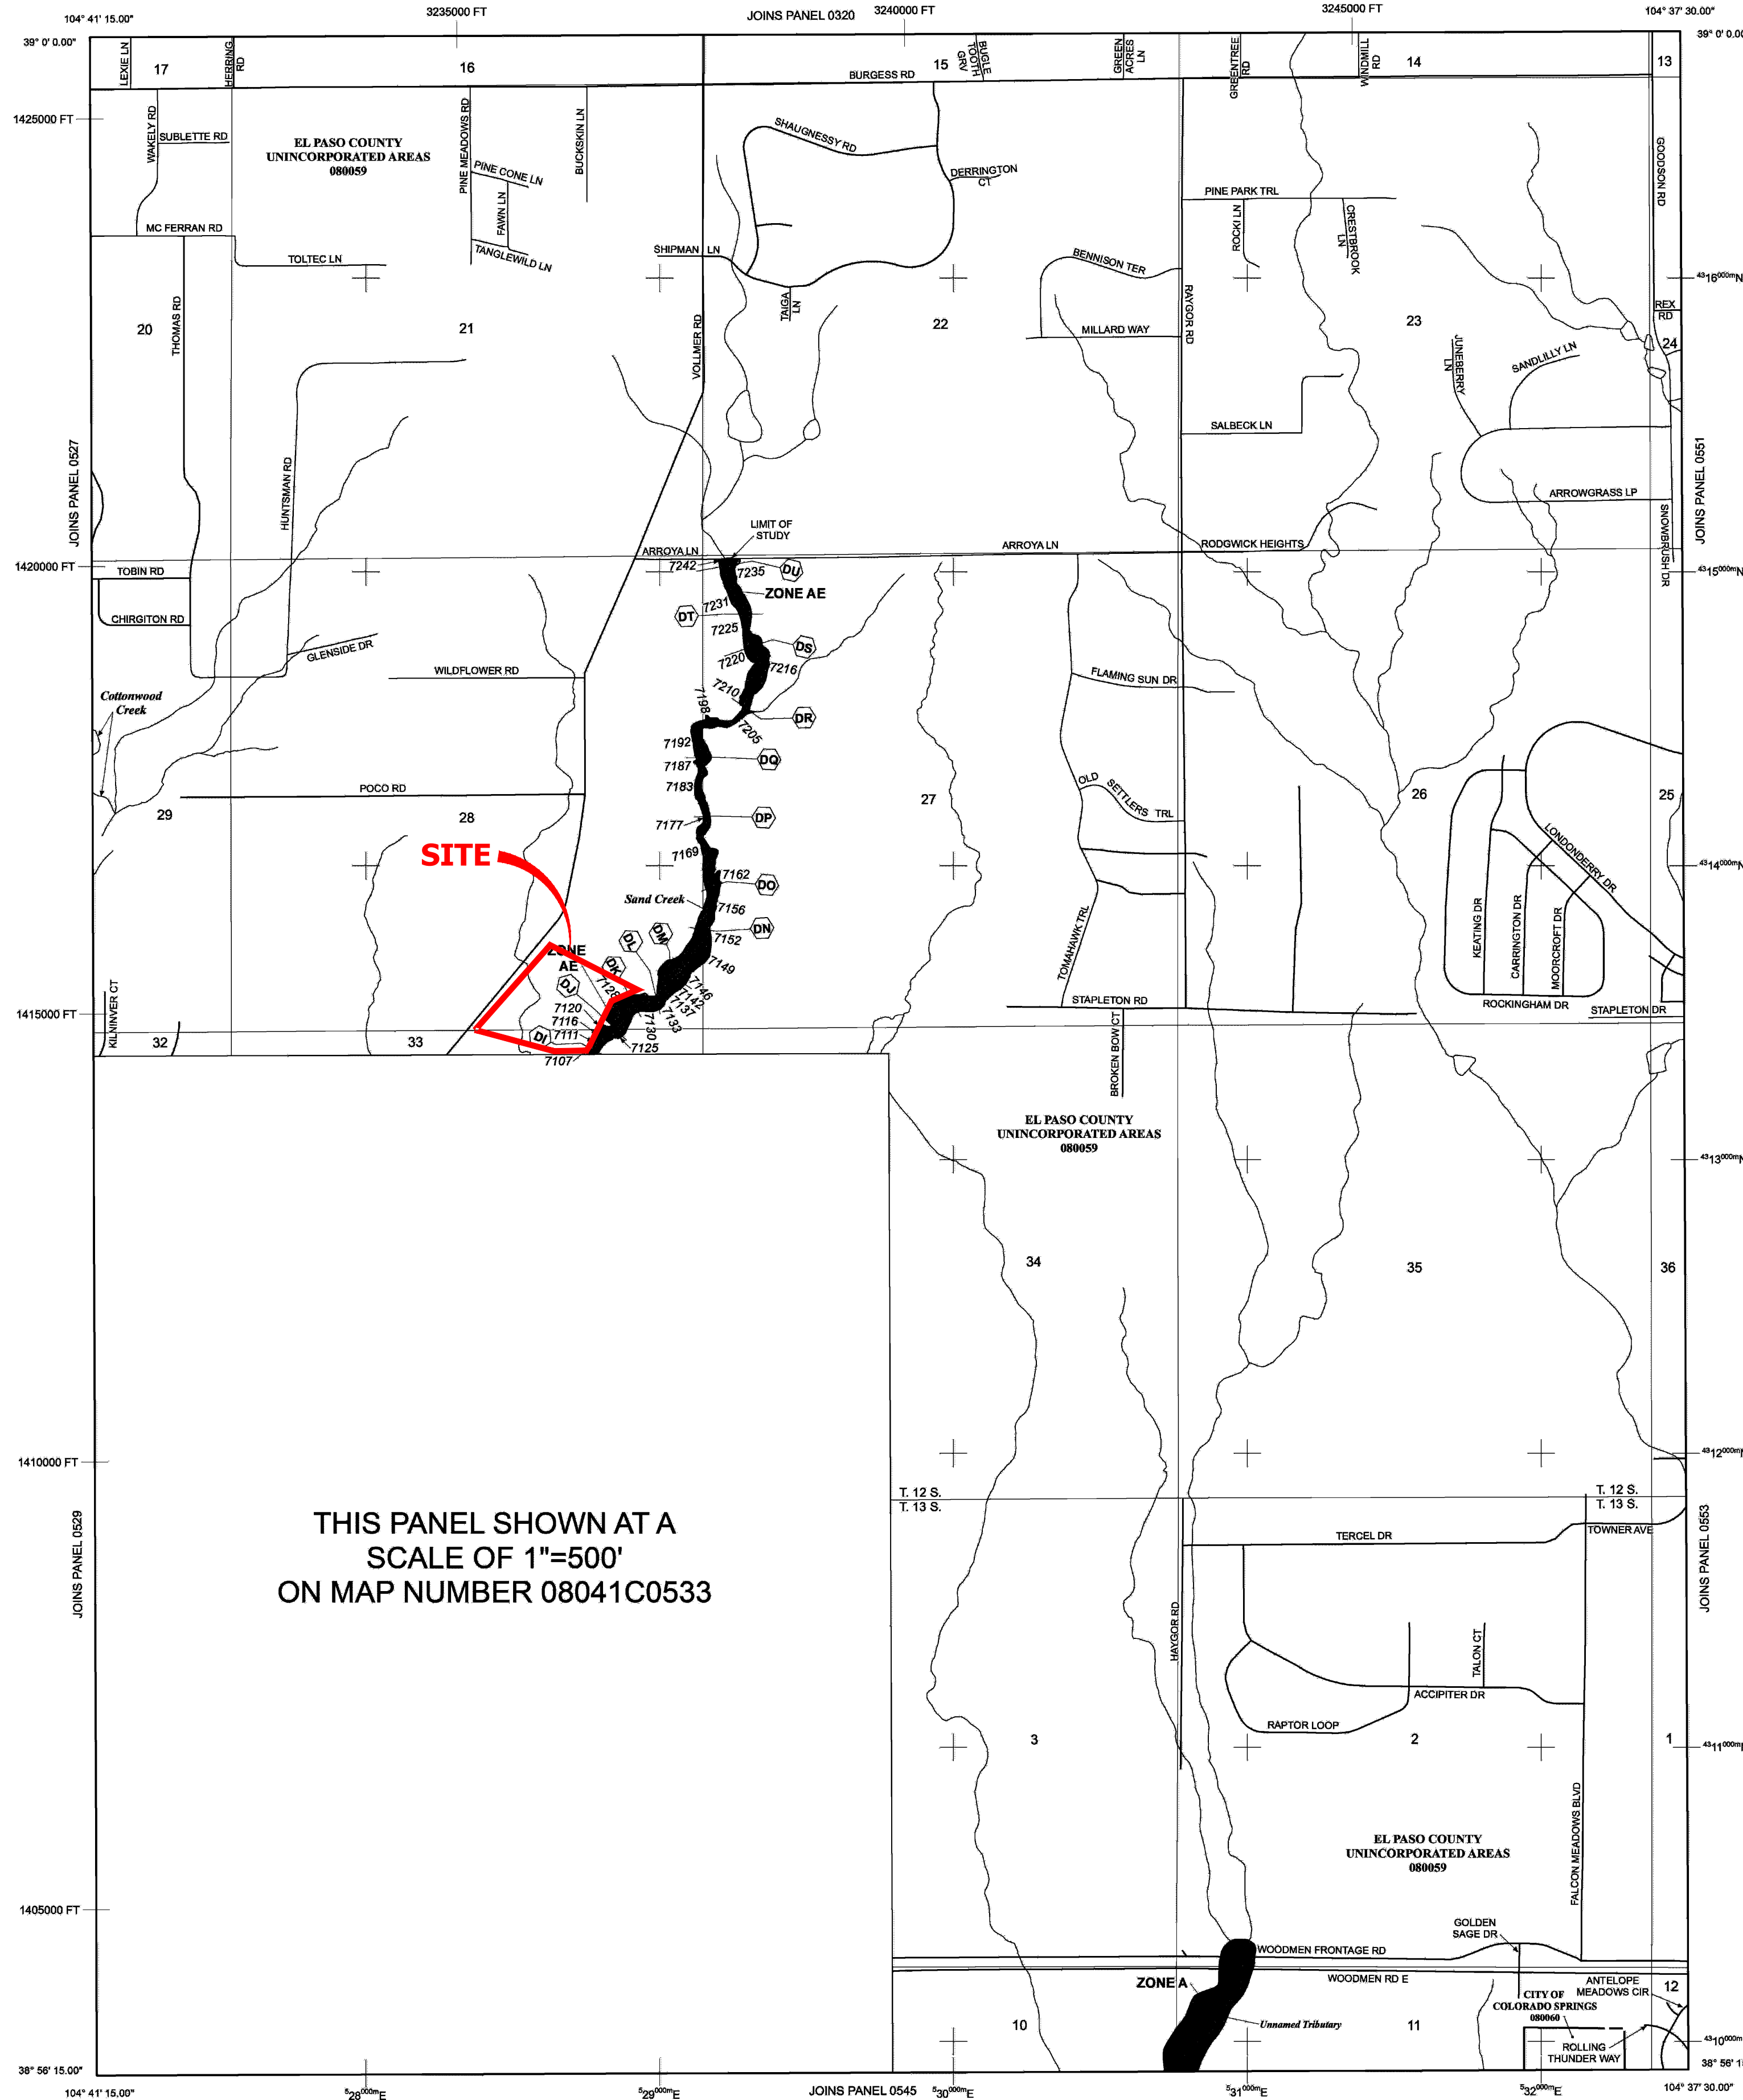 3235000 FT
JOINS PANEL 0320
3240000 FT
3245000 FT
104° 41' 15.00"
104° 37' 30.00"
39° 0' 0.00"
LEXIE LN
17
HERRING
RD
16
15
BUGLE
TOOTH
GRV
GREEN
ACRES
LN
GREENTREE
RD
WINDMILL
RD
14
13
BURGESS RD
1425000 FT
WAKELY RD
SUBLETTE RD
EL PASO COUNTY
UNINCORPORATED AREAS
080059
PINE MEADOWS RD
PINE CONE LN
FAWN LN
TANGLEWILD LN
BUCKSKIN LN
SHAUGNESSY RD
DERRINGTON
CT
PINE PARK TRL
ROCKI LN
CRESTBROOK
LN
GOODSON RD
MC FERRAN RD
TOLTEC LN
SHIPMAN LN
TAIGA
LN
BENNISON TER
MILLARD WAY
RAYGOR RD
4316000m N
REX
RD
20
THOMAS RD
21
VOLLMER RD
22
23
24
JUNEBERRY
LN
SANDLILLY LN
JOINS PANEL 0527
HUNTSMAN RD
SALBECK LN
ARROWGRASS LP
JOINS PANEL 0551
SNOWBRUSH DR
LIMIT OF
STUDY
ARROYA LN
ARROYA LN
RODGWICK HEIGHTS
1420000 FT
TOBIN RD
7242
7235
DU
ZONE AE
4315000m N
CHIRGITON RD
DT
7231
7225
DS
GLENSIDE DR
7220
7216
WILDFLOWER RD
7210
FLAMING SUN DR
Cottonwood
Creek
7198
DR
7205
7192
DQ
7187
7183
OLD SETTLERS TRL
POCO RD
29
28
27
26
25
7177
DP
SITE
7169
LONDONDERRY DR
4314000m N
7162
DO
Sand Creek
7156
DN
7152
7149
DM
DL
DK
ZONE
AE
DJ
7128
7146
7142
7137
7133
7130
7125
7120
7116
7111
DI
7107
TOMAHAWK TRL
KEATING DR
CARRINGTON DR
MOORCROFT DR
ROCKINGHAM DR
STAPLETON RD
STAPLETON DR
1415000 FT
KILNINVER CT
32
33
BROKEN BOW CT
EL PASO COUNTY
UNINCORPORATED AREAS
080059
4313000m N
34
35
36
4312000m N
1410000 FT
T. 12 S.
T. 13 S.
T. 12 S.
T. 13 S.
TOWNER AVE
TERCEL DR
JOINS PANEL 0529
THIS PANEL SHOWN AT A
SCALE OF 1"=500'
ON MAP NUMBER 08041C0533
JOINS PANEL 0553
HAYGOR RD
TALON CT
ACCIPITER DR
RAPTOR LOOP
3
2
1
4311000m
FALCON MEADOWS BLVD
EL PASO COUNTY
UNINCORPORATED AREAS
080059
1405000 FT
GOLDEN
SAGE DR
WOODMEN FRONTAGE RD
WOODMEN RD E
ZONE A
ANTELOPE
MEADOWS CIR
12
CITY OF
COLORADO SPRINGS
080060
10
Unnamed Tributary
11
ROLLING
THUNDER WAY
4310000m
38° 56' 15.00"
38° 56' 1
104° 41' 15.00"
528000m E
529000m E
JOINS PANEL 0545
530000m E
531000m E
532000m E
104° 37' 30.00"